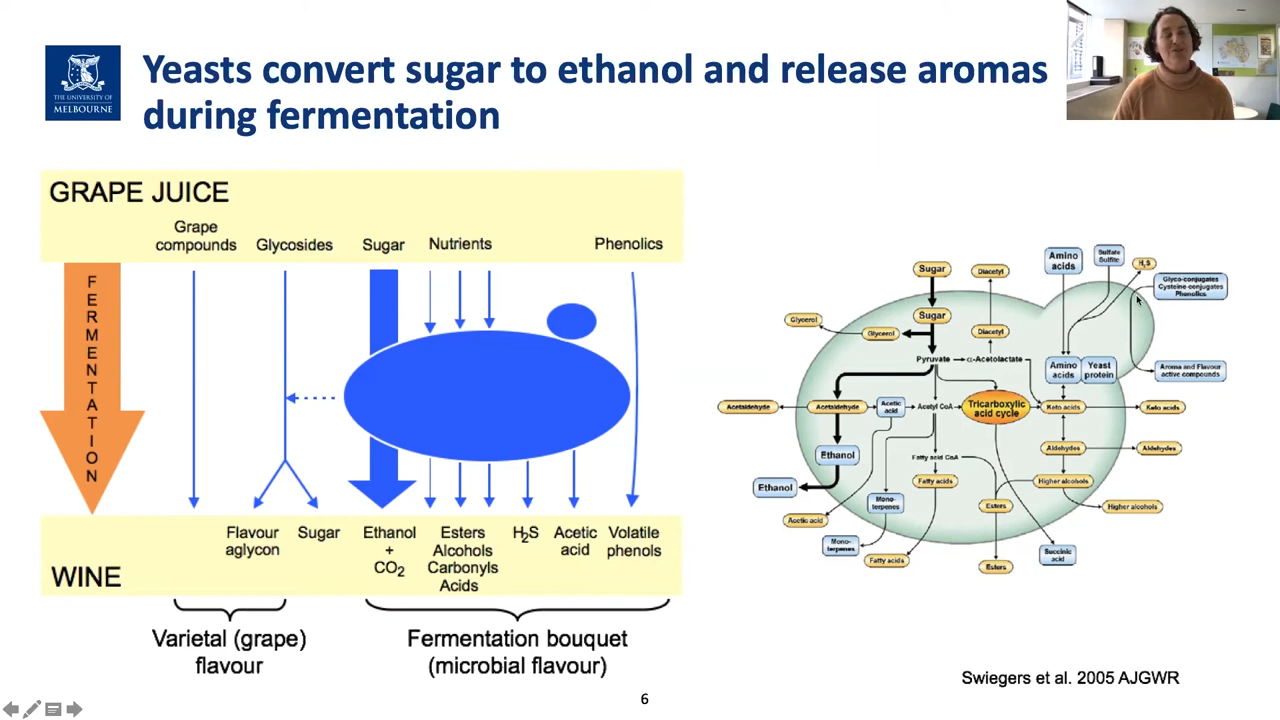 Yeasts convert sugar to ethanol and release aromas
during fermentation
THE UNIVERSITY OF
MELBOURNE
GRAPE JUICE
Grape
compounds
Glycosides
Sugar
Nutrients
Phenolics
FERMENTATION
Flavour
aglycon
Sugar
Ethanol
+
CO2
Esters
Alcohols
Carbonyls
Acids
H2S
Acetic
acid
Volatile
phenols
WINE
Varietal (grape)
flavour
Fermentation bouquet
(microbial flavour)
Sugar
Diacetyl
Amino
acids
Sulfate
Sulfite
H2S
Glyco-conjugates
Cysteine-conjugates
Phenolics
Glycerol
Glycerol
Sugar
Diacetyl
Pyruvate
α-Acetolactate
Amino
acids
Yeast
protein
Aroma and Flavour
active compounds
Acetaldehyde
Acetaldehyde
Acetic
acid
Acetyl CoA
Tricarboxylic
acid cycle
Keto acids
Keto acids
Ethanol
Fatty acid CoA
Aldehydes
Aldehydes
Ethanol
Fatty acids
Higher alcohols
Mono-
terpenes
Esters
Higher alcohols
Acetic acid
Mono-
terpenes
Fatty acids
Esters
Succinic
acid
Swiegers et al. 2005 AJGWR
6